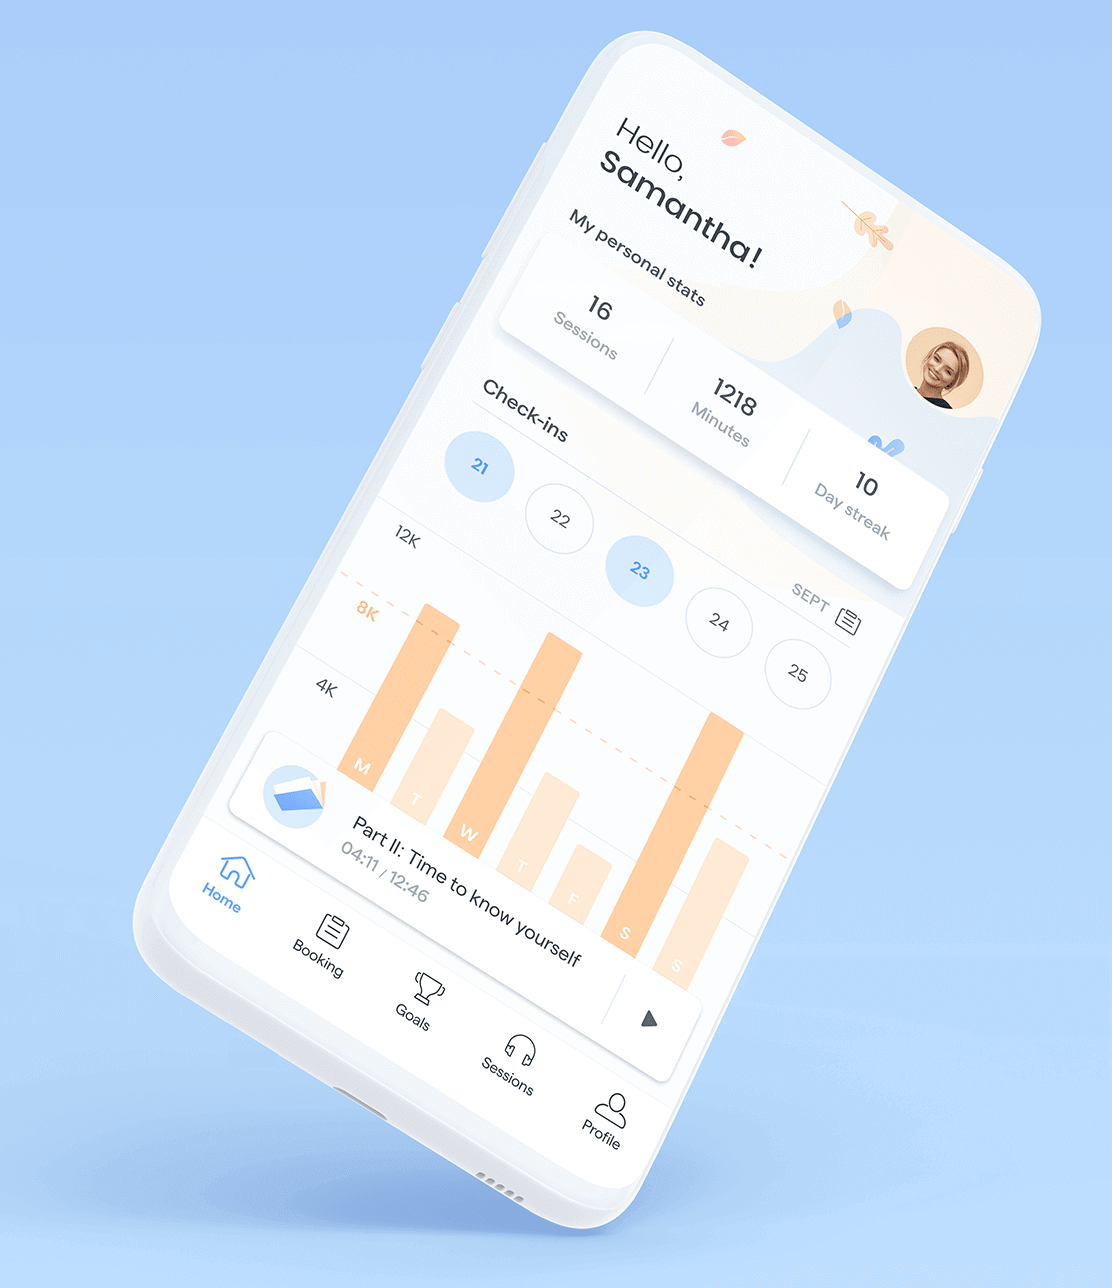 Hello,
Samantha!
My personal stats
16
Sessions
1218
Minutes
10
Day streak
Check-ins
SEPT
21
22
23
24
25
12K
8K
4K
M
T
W
T
F
S
S
Part II: Time to know yourself
04:11 / 12:46
Home
Booking
Goals
Sessions
Profile